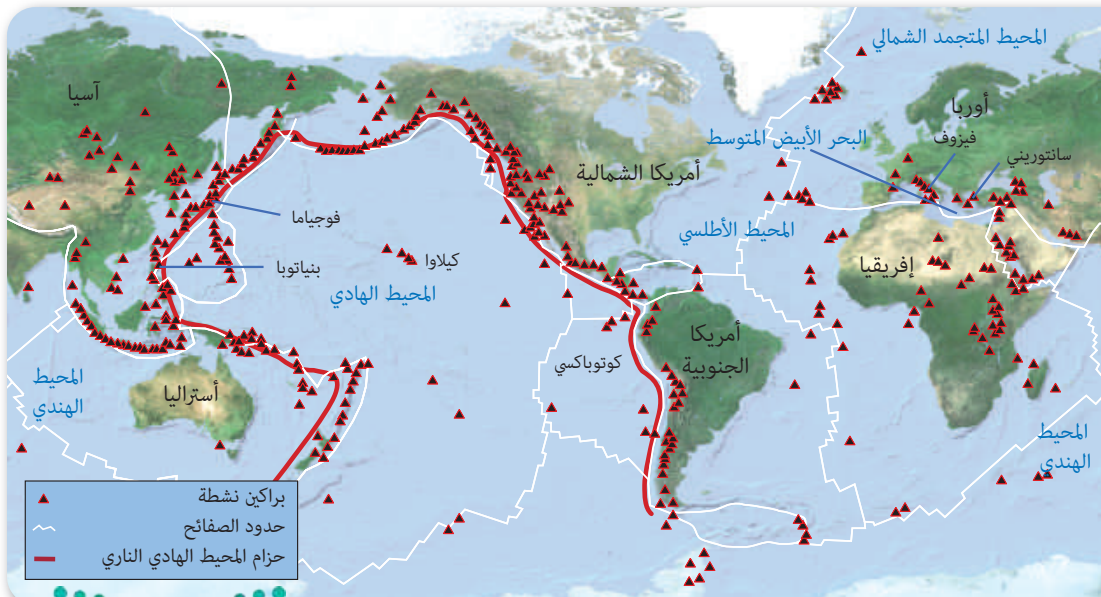 المحيط المتجمد الشمالي
آسيا
أوربا
البحر الأبيض المتوسط
فيزوف
سانتوريني
أمريكا الشمالية
فوجياما
المحيط الأطلسي
كيلاوا
بنياتوبا
إفريقيا
المحيط الهادي
أمريكا
الجنوبية
كوتوباكسي
المحيط
الهندي
أستراليا
المحيط
الهندي
براكين نشطة
حدود الصفائح
حزام المحيط الهادي الناري